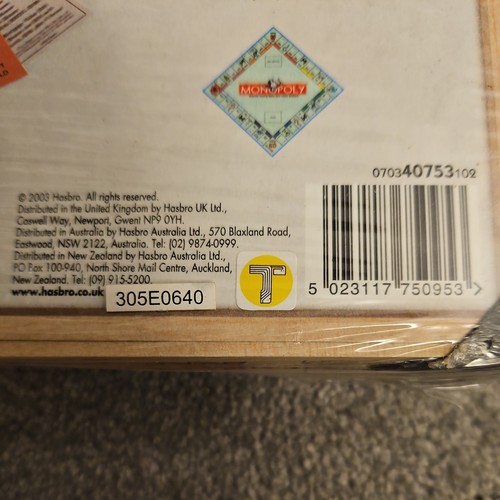 MONOPOLY
070340753102
© 2003 Hasbro. All rights reserved.
Distributed in the United Kingdom by Hasbro UK Ltd.,
Caswell Way, Newport, Gwent NP9 0YH.
Distributed in Australia by Hasbro Australia Ltd., 570 Blaxland Road,
Eastwood, NSW 2122, Australia. Tel: (02) 9874-0999.
Distributed in New Zealand by Hasbro Australia Ltd.,
PO Box 100-940, North Shore Mail Centre, Auckland,
New Zealand. Tel: (09) 915-5200.
www.hasbro.co.uk
305E0640
T
5 023117 750953 >